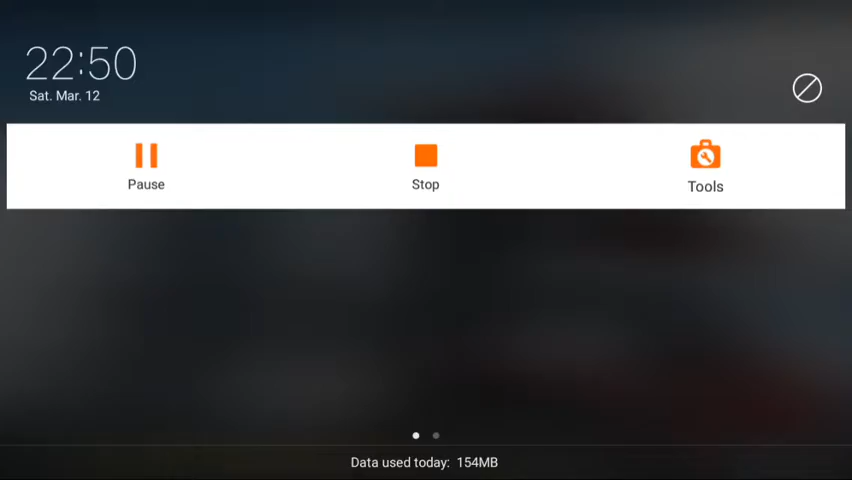 22:50
Sat. Mar. 12
Pause
Stop
Tools
Data used today: 154MB